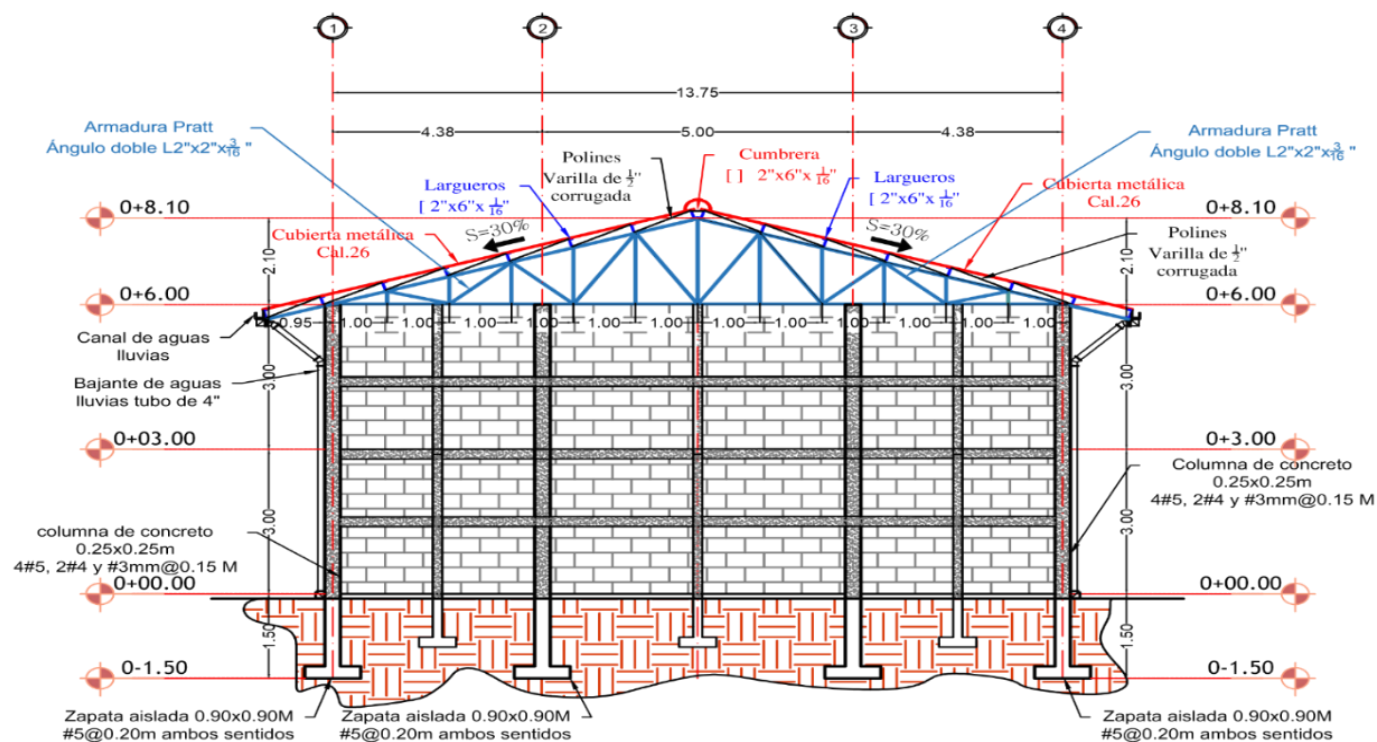 1
2
3
4
13.75
4.38
5.00
4.38
Armadura Pratt
Ángulo doble L2"x2"x3/16 "
Polines
Varilla de 1/2"
corrugada
Cumbrera
[ ] 2"x6"x 1/16"
Armadura Pratt
Ángulo doble L2"x2"x3/16 "
Largueros
[ 2"x6"x 1/16"
Largueros
[ 2"x6"x 1/16"
Cubierta metálica
Cal.26
0+8.10
S=30%
S=30%
0+8.10
Cubierta metálica
Cal.26
Polines
Varilla de 1/2"
corrugada
2.10
2.10
0+6.00
0+6.00
0.95
1.00
1.00
1.00
1.00
1.00
1.00
1.00
1.00
1.00
1.00
1.00
1.00
Canal de aguas
lluvias
Bajante de aguas
lluvias tubo de 4"
3.00
3.00
0+03.00
0+3.00
Columna de concreto
0.25x0.25m
4#5, 2#4 y #3mm@0.15 M
columna de concreto
0.25x0.25m
4#5, 2#4 y #3mm@0.15 M
3.00
3.00
0+00.00
0+00.00
1.50
1.50
0-1.50
0-1.50
Zapata aislada 0.90x0.90M
#5@0.20m ambos sentidos
Zapata aislada 0.90x0.90M
#5@0.20m ambos sentidos
Zapata aislada 0.90x0.90M
#5@0.20m ambos sentidos